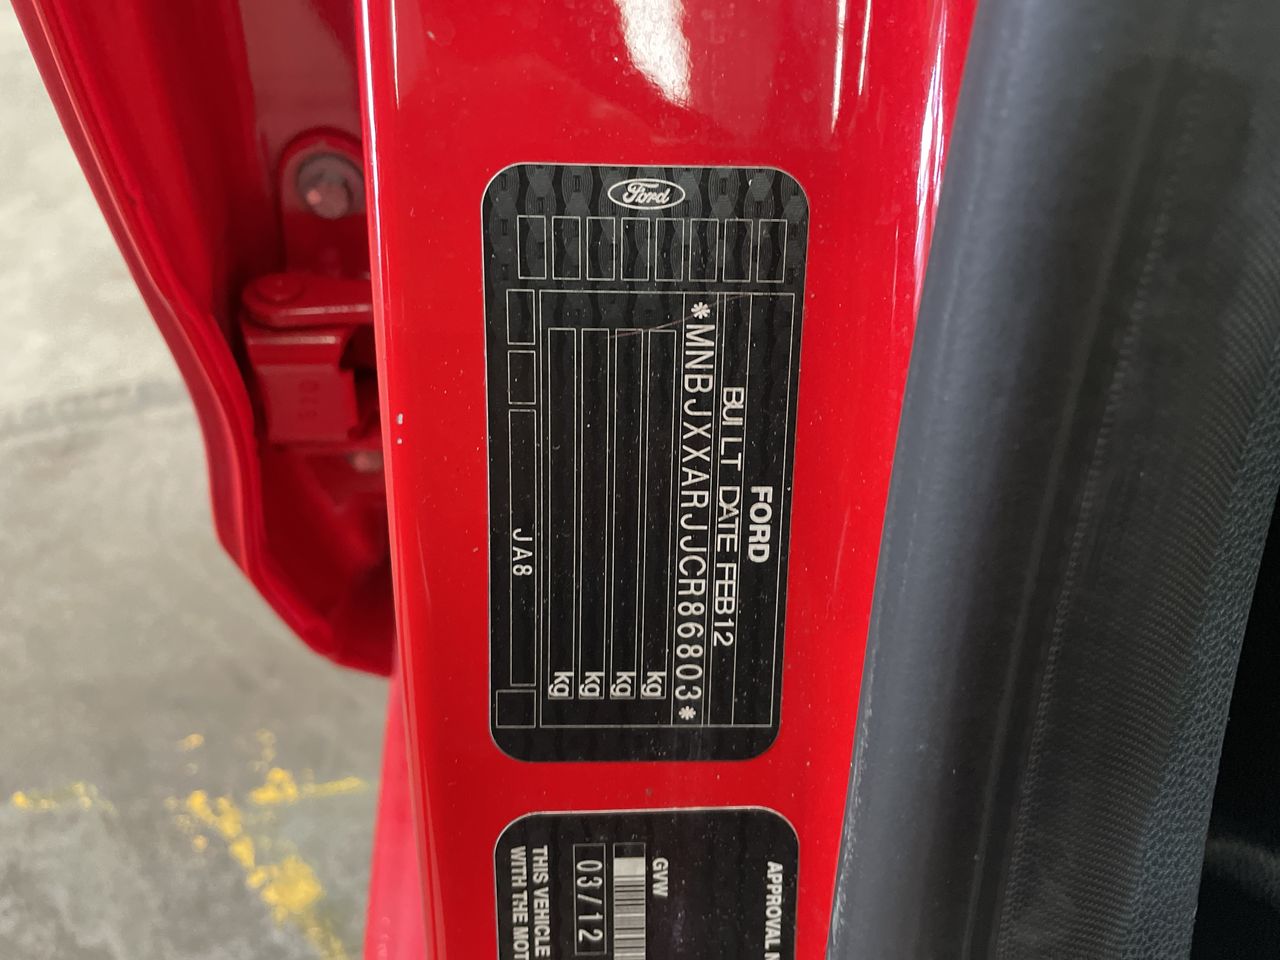 Ford
FORD
BUILT DATE FEB12
*MNBJXXARJJCR86803*
kg
kg
kg
kg
JA8
APPROVAL
GVW
03/12
THIS VEHICLE
WITH THE